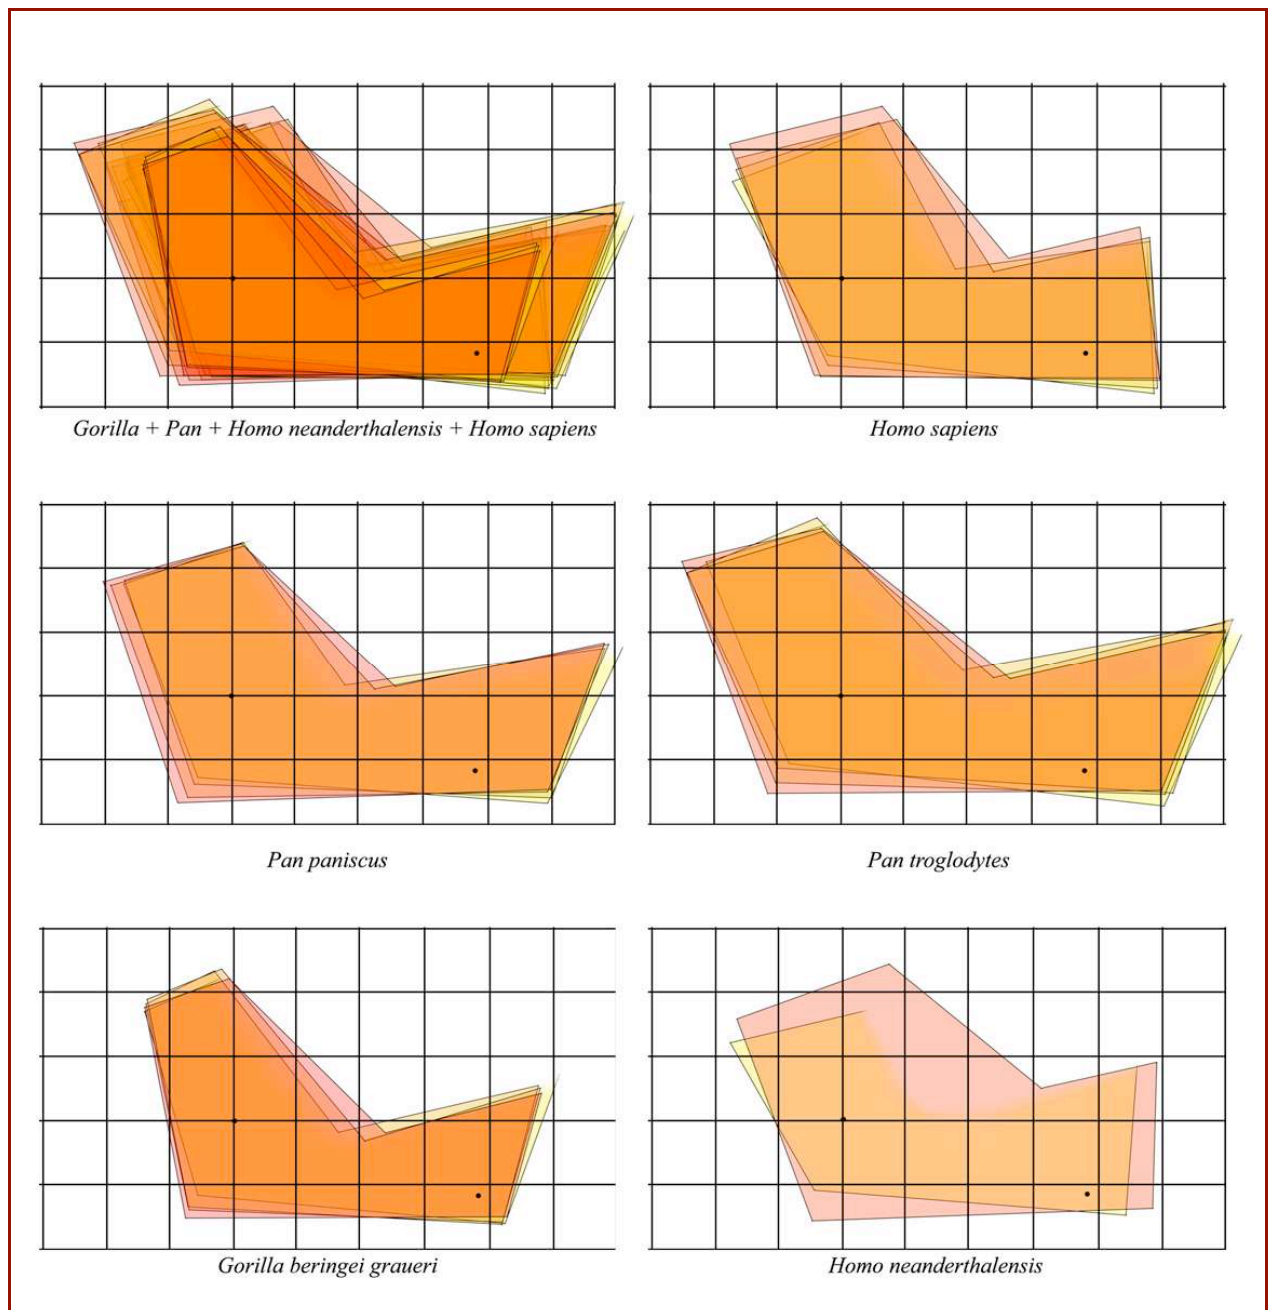 Gorilla + Pan + Homo neanderthalensis + Homo sapiens
Homo sapiens
Pan paniscus
Pan troglodytes
Gorilla beringei graueri
Homo neanderthalensis